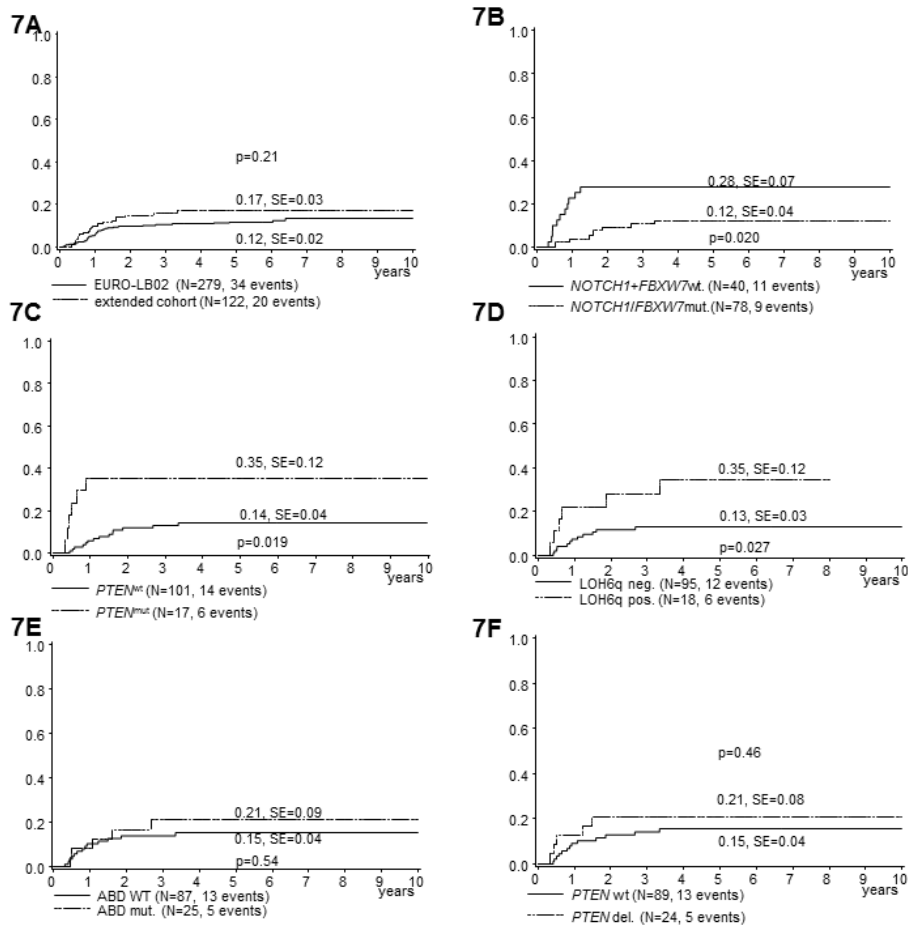 7A
1.0
0.8
0.6
0.4
0.2
0.0
p=0.21
0.17, SE=0.03
0.12, SE=0.02
0 1 2 3 4 5 6 7 8 9 10
years
EURO-LB02 (N=279, 34 events)
extended cohort (N=122, 20 events)
7B
1.0
0.8
0.6
0.4
0.2
0.0
0.28, SE=0.07
0.12, SE=0.04
p=0.020
0 1 2 3 4 5 6 7 8 9 10
years
NOTCH1+FBXW7wt. (N=40, 11 events)
NOTCH1/FBXW7mut. (N=78, 9 events)
7C
1.0
0.8
0.6
0.4
0.2
0.0
0.35, SE=0.12
0.14, SE=0.04
p=0.019
0 1 2 3 4 5 6 7 8 9 10
years
PTENwt (N=101, 14 events)
PTENmut (N=17, 6 events)
7D
1.0
0.8
0.6
0.4
0.2
0.0
0.35, SE=0.12
0.13, SE=0.03
p=0.027
0 1 2 3 4 5 6 7 8 9 10
years
LOH6q neg. (N=95, 12 events)
LOH6q pos. (N=18, 6 events)
7E
1.0
0.8
0.6
0.4
0.2
0.0
0.21, SE=0.09
0.15, SE=0.04
p=0.54
0 1 2 3 4 5 6 7 8 9 10
years
ABD WT (N=87, 13 events)
ABD mut. (N=25, 5 events)
7F
1.0
0.8
0.6
0.4
0.2
0.0
p=0.46
0.21, SE=0.08
0.15, SE=0.04
0 1 2 3 4 5 6 7 8 9 10
years
PTEN wt (N=89, 13 events)
PTEN del. (N=24, 5 events)